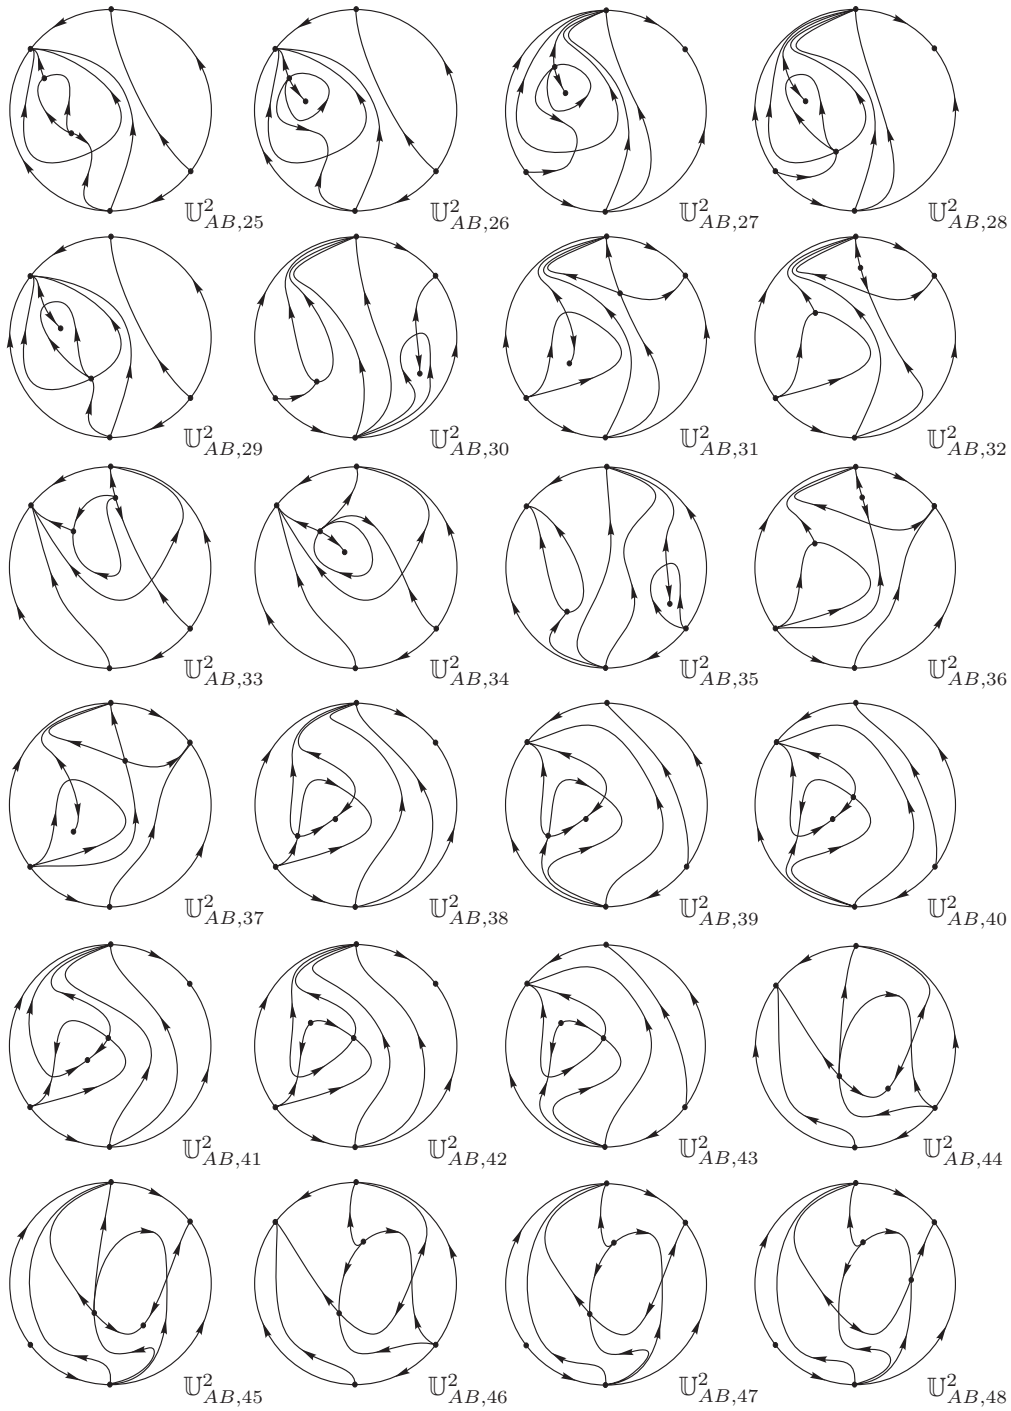 𝕌²_{AB,25} 𝕌²_{AB,26} 𝕌²_{AB,27} 𝕌²_{AB,28}
𝕌²_{AB,29} 𝕌²_{AB,30} 𝕌²_{AB,31} 𝕌²_{AB,32}
𝕌²_{AB,33} 𝕌²_{AB,34} 𝕌²_{AB,35} 𝕌²_{AB,36}
𝕌²_{AB,37} 𝕌²_{AB,38} 𝕌²_{AB,39} 𝕌²_{AB,40}
𝕌²_{AB,41} 𝕌²_{AB,42} 𝕌²_{AB,43} 𝕌²_{AB,44}
𝕌²_{AB,45} 𝕌²_{AB,46} 𝕌²_{AB,47} 𝕌²_{AB,48}